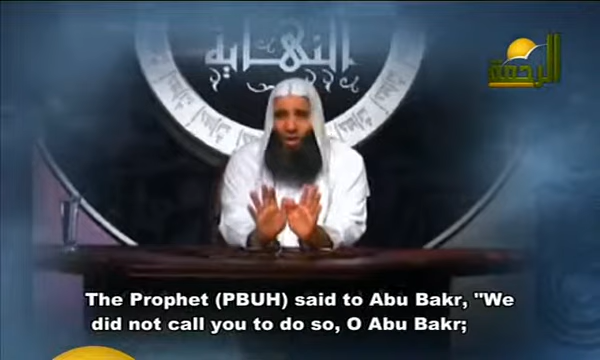 النهاية
الرحمة
The Prophet (PBUH) said to Abu Bakr, "We
did not call you to do so, O Abu Bakr;